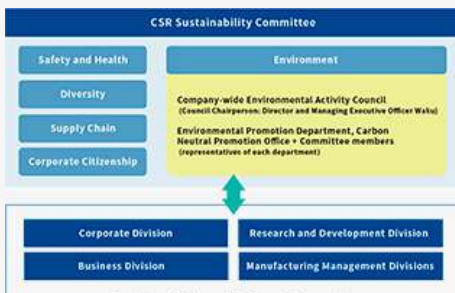 CSR Sustainability Committee
Safety and Health
Diversity
Supply Chain
Corporate Citizenship
Environment
Company-wide Environmental Activity Council
(Council Chairperson: Director and Managing Executive Officer Waku)
Environmental Promotion Department, Carbon
Neutral Promotion Office + Committee members
(representatives of each department)
Corporate Division
Research and Development Division
Business Division
Manufacturing Management Divisions